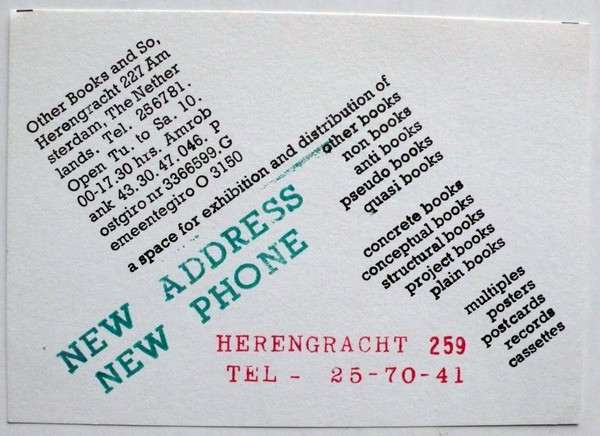 Other Books and So,
Herengracht 227 Am
sterdam, The Nether
lands. Tel. 256781.
Open Tu. to Sa. 10.
00-17.30 hrs. Amrob
ank 43.30.47.046. P
ostgiro nr 3366599.G
emeentegiro O 3150
a space for exhibition and distribution of
other books
non books
anti books
pseudo books
quasi books
concrete books
conceptual books
structural books
project books
plain books
multiples
posters
postcards
records
cassettes
NEW ADDRESS
NEW PHONE
HERENGRACHT 259
TEL - 25-70-41